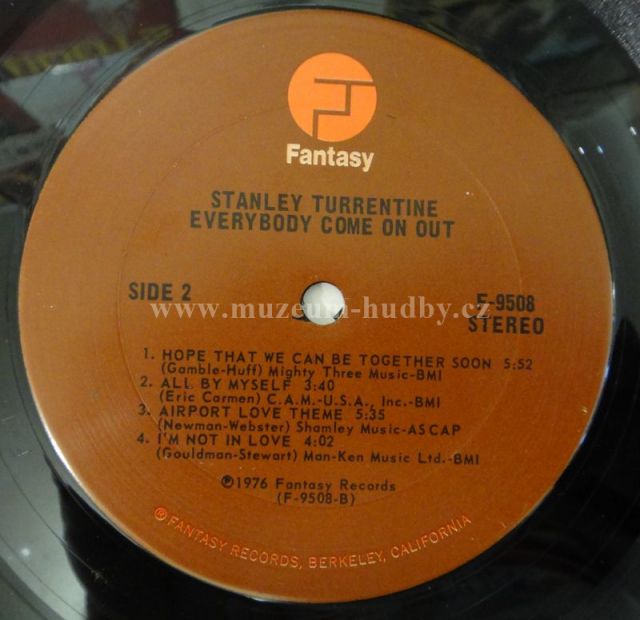 Fantasy
STANLEY TURRENTINE
EVERYBODY COME ON OUT
SIDE 2
F-9508
STEREO
www.muzeum-hudby.cz
1. HOPE THAT WE CAN BE TOGETHER SOON 5:52
(Gamble-Huff) Mighty Three Music-BMI
2. ALL BY MYSELF 3:40
(Eric Carmen) C.A.M.-U.S.A., Inc.-BMI
3. AIRPORT LOVE THEME 5:35
(Newman-Webster) Shamley Music-ASCAP
4. I'M NOT IN LOVE 4:02
(Gouldman-Stewart) Man-Ken Music Ltd.-BMI
℗1976 Fantasy Records
(F-9508-B)
® FANTASY RECORDS, BERKELEY, CALIFORNIA